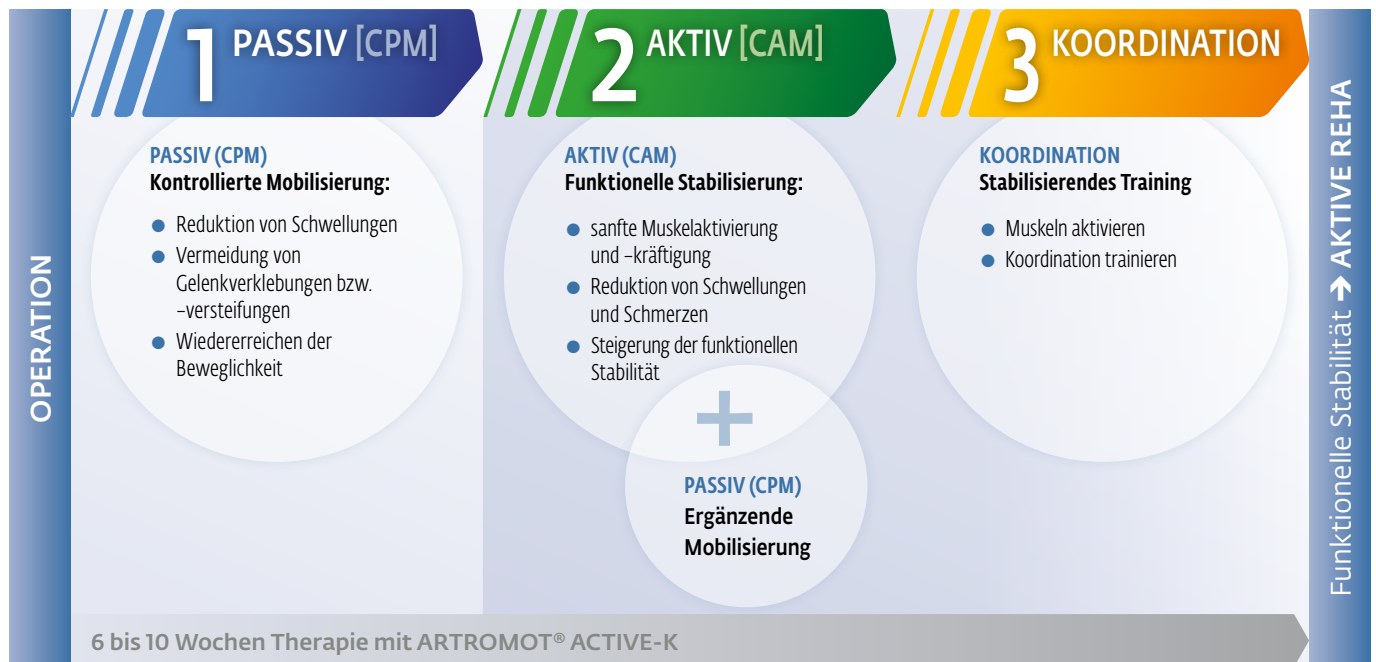 OPERATION
1 PASSIV [CPM]
PASSIV (CPM)
Kontrollierte Mobilisierung:
● Reduktion von Schwellungen
● Vermeidung von
Gelenkverklebungen bzw.
–versteifungen
● Wiedererreichen der
Beweglichkeit
2 AKTIV [CAM]
AKTIV (CAM)
Funktionelle Stabilisierung:
● sanfte Muskelaktivierung
und –kräftigung
● Reduktion von Schwellungen
und Schmerzen
● Steigerung der funktionellen
Stabilität
+
PASSIV (CPM)
Ergänzende
Mobilisierung
3 KOORDINATION
KOORDINATION
Stabilisierendes Training
● Muskeln aktivieren
● Koordination trainieren
Funktionelle Stabilität ➔ AKTIVE REHA
6 bis 10 Wochen Therapie mit ARTROMOT® ACTIVE-K